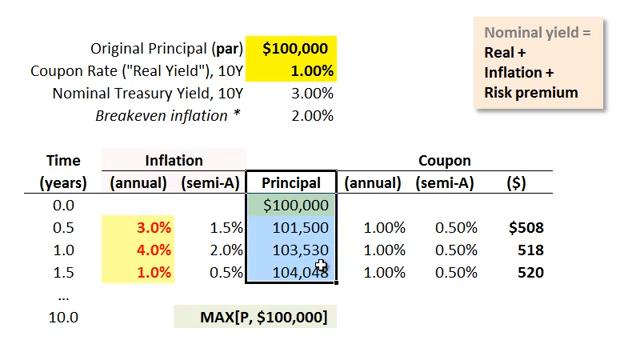 Nominal yield =
Real +
Inflation +
Risk premium
Original Principal (par) $100,000
Coupon Rate ("Real Yield"), 10Y 1.00%
Nominal Treasury Yield, 10Y 3.00%
Breakeven inflation * 2.00%
Time Inflation Coupon
(years) (annual) (semi-A) Principal (annual) (semi-A) ($)
0.0 $100,000
0.5 3.0% 1.5% 101,500 1.00% 0.50% $508
1.0 4.0% 2.0% 103,530 1.00% 0.50% 518
1.5 1.0% 0.5% 104,048 1.00% 0.50% 520
...
10.0 MAX[P, $100,000]